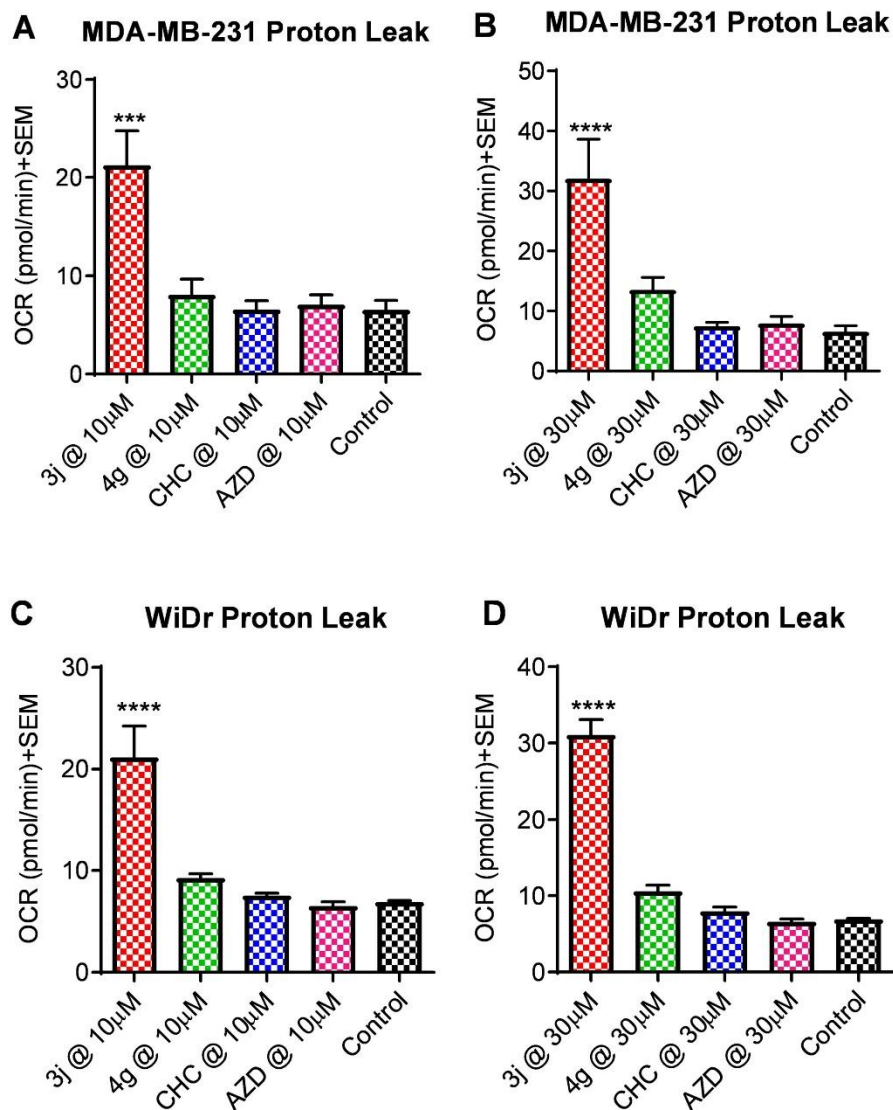 A
MDA-MB-231 Proton Leak
OCR (pmol/min)+SEM
30
20
10
0
***
3j @ 10μM
4g @ 10μM
CHC @ 10μM
AZD @ 10μM
Control
B
MDA-MB-231 Proton Leak
OCR (pmol/min)+SEM
50
40
30
20
10
0
****
3j @ 30μM
4g @ 30μM
CHC @ 30μM
AZD @ 30μM
Control
C
WiDr Proton Leak
OCR (pmol/min)+SEM
30
20
10
0
****
3j @ 10μM
4g @ 10μM
CHC @ 10μM
AZD @ 10μM
Control
D
WiDr Proton Leak
OCR (pmol/min)+SEM
40
30
20
10
0
****
3j @ 30μM
4g @ 30μM
CHC @ 30μM
AZD @ 30μM
Control